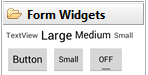 Form Widgets
TextView Large Medium Small
Button Small OFF